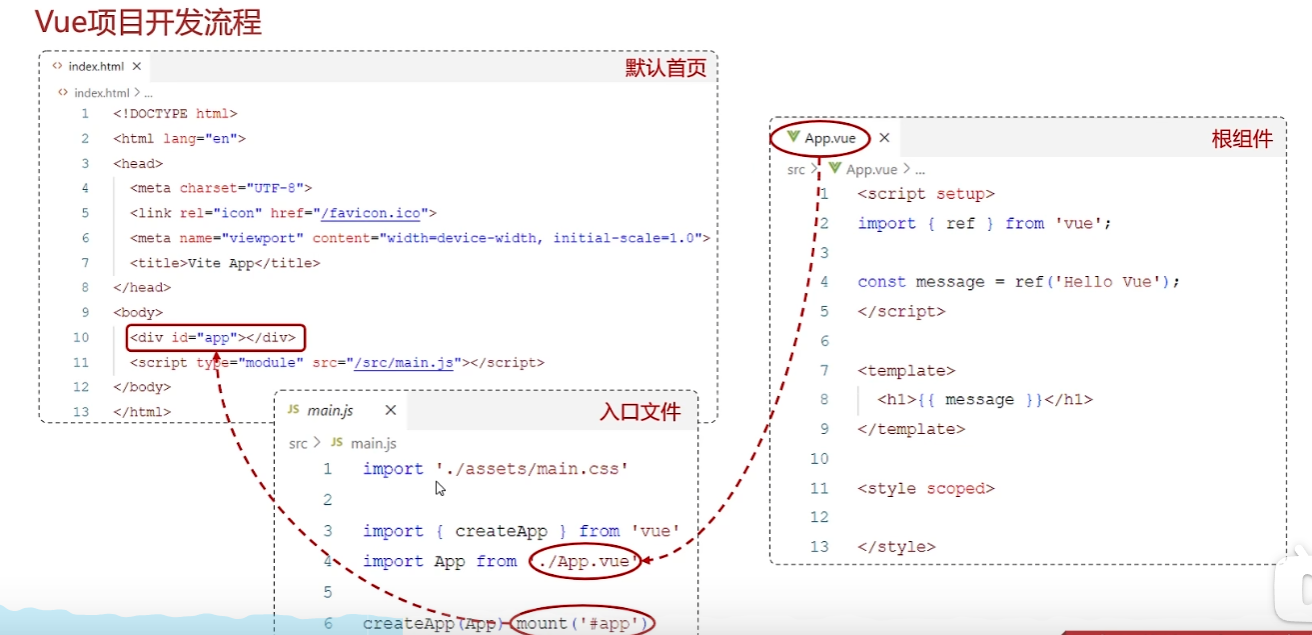 Vue项目开发流程
index.html ×
默认首页
index.html > ...
1 <!DOCTYPE html>
2 <html lang="en">
3 <head>
4 <meta charset="UTF-8">
5 <link rel="icon" href="/favicon.ico">
6 <meta name="viewport" content="width=device-width, initial-scale=1.0">
7 <title>Vite App</title>
8 </head>
9 <body>
10 <div id="app"></div>
11 <script type="module" src="/src/main.js"></script>
12 </body>
13 </html>
JS main.js ×
入口文件
src > JS main.js
1 import './assets/main.css'
2
3 import { createApp } from 'vue'
4 import App from './App.vue'
5
6 createApp(App).mount('#app')
App.vue ×
根组件
src > App.vue > ...
1 <script setup>
2 import { ref } from 'vue';
3
4 const message = ref('Hello Vue');
5 </script>
6
7 <template>
8 <h1>{{ message }}</h1>
9 </template>
10
11 <style scoped>
12
13 </style>